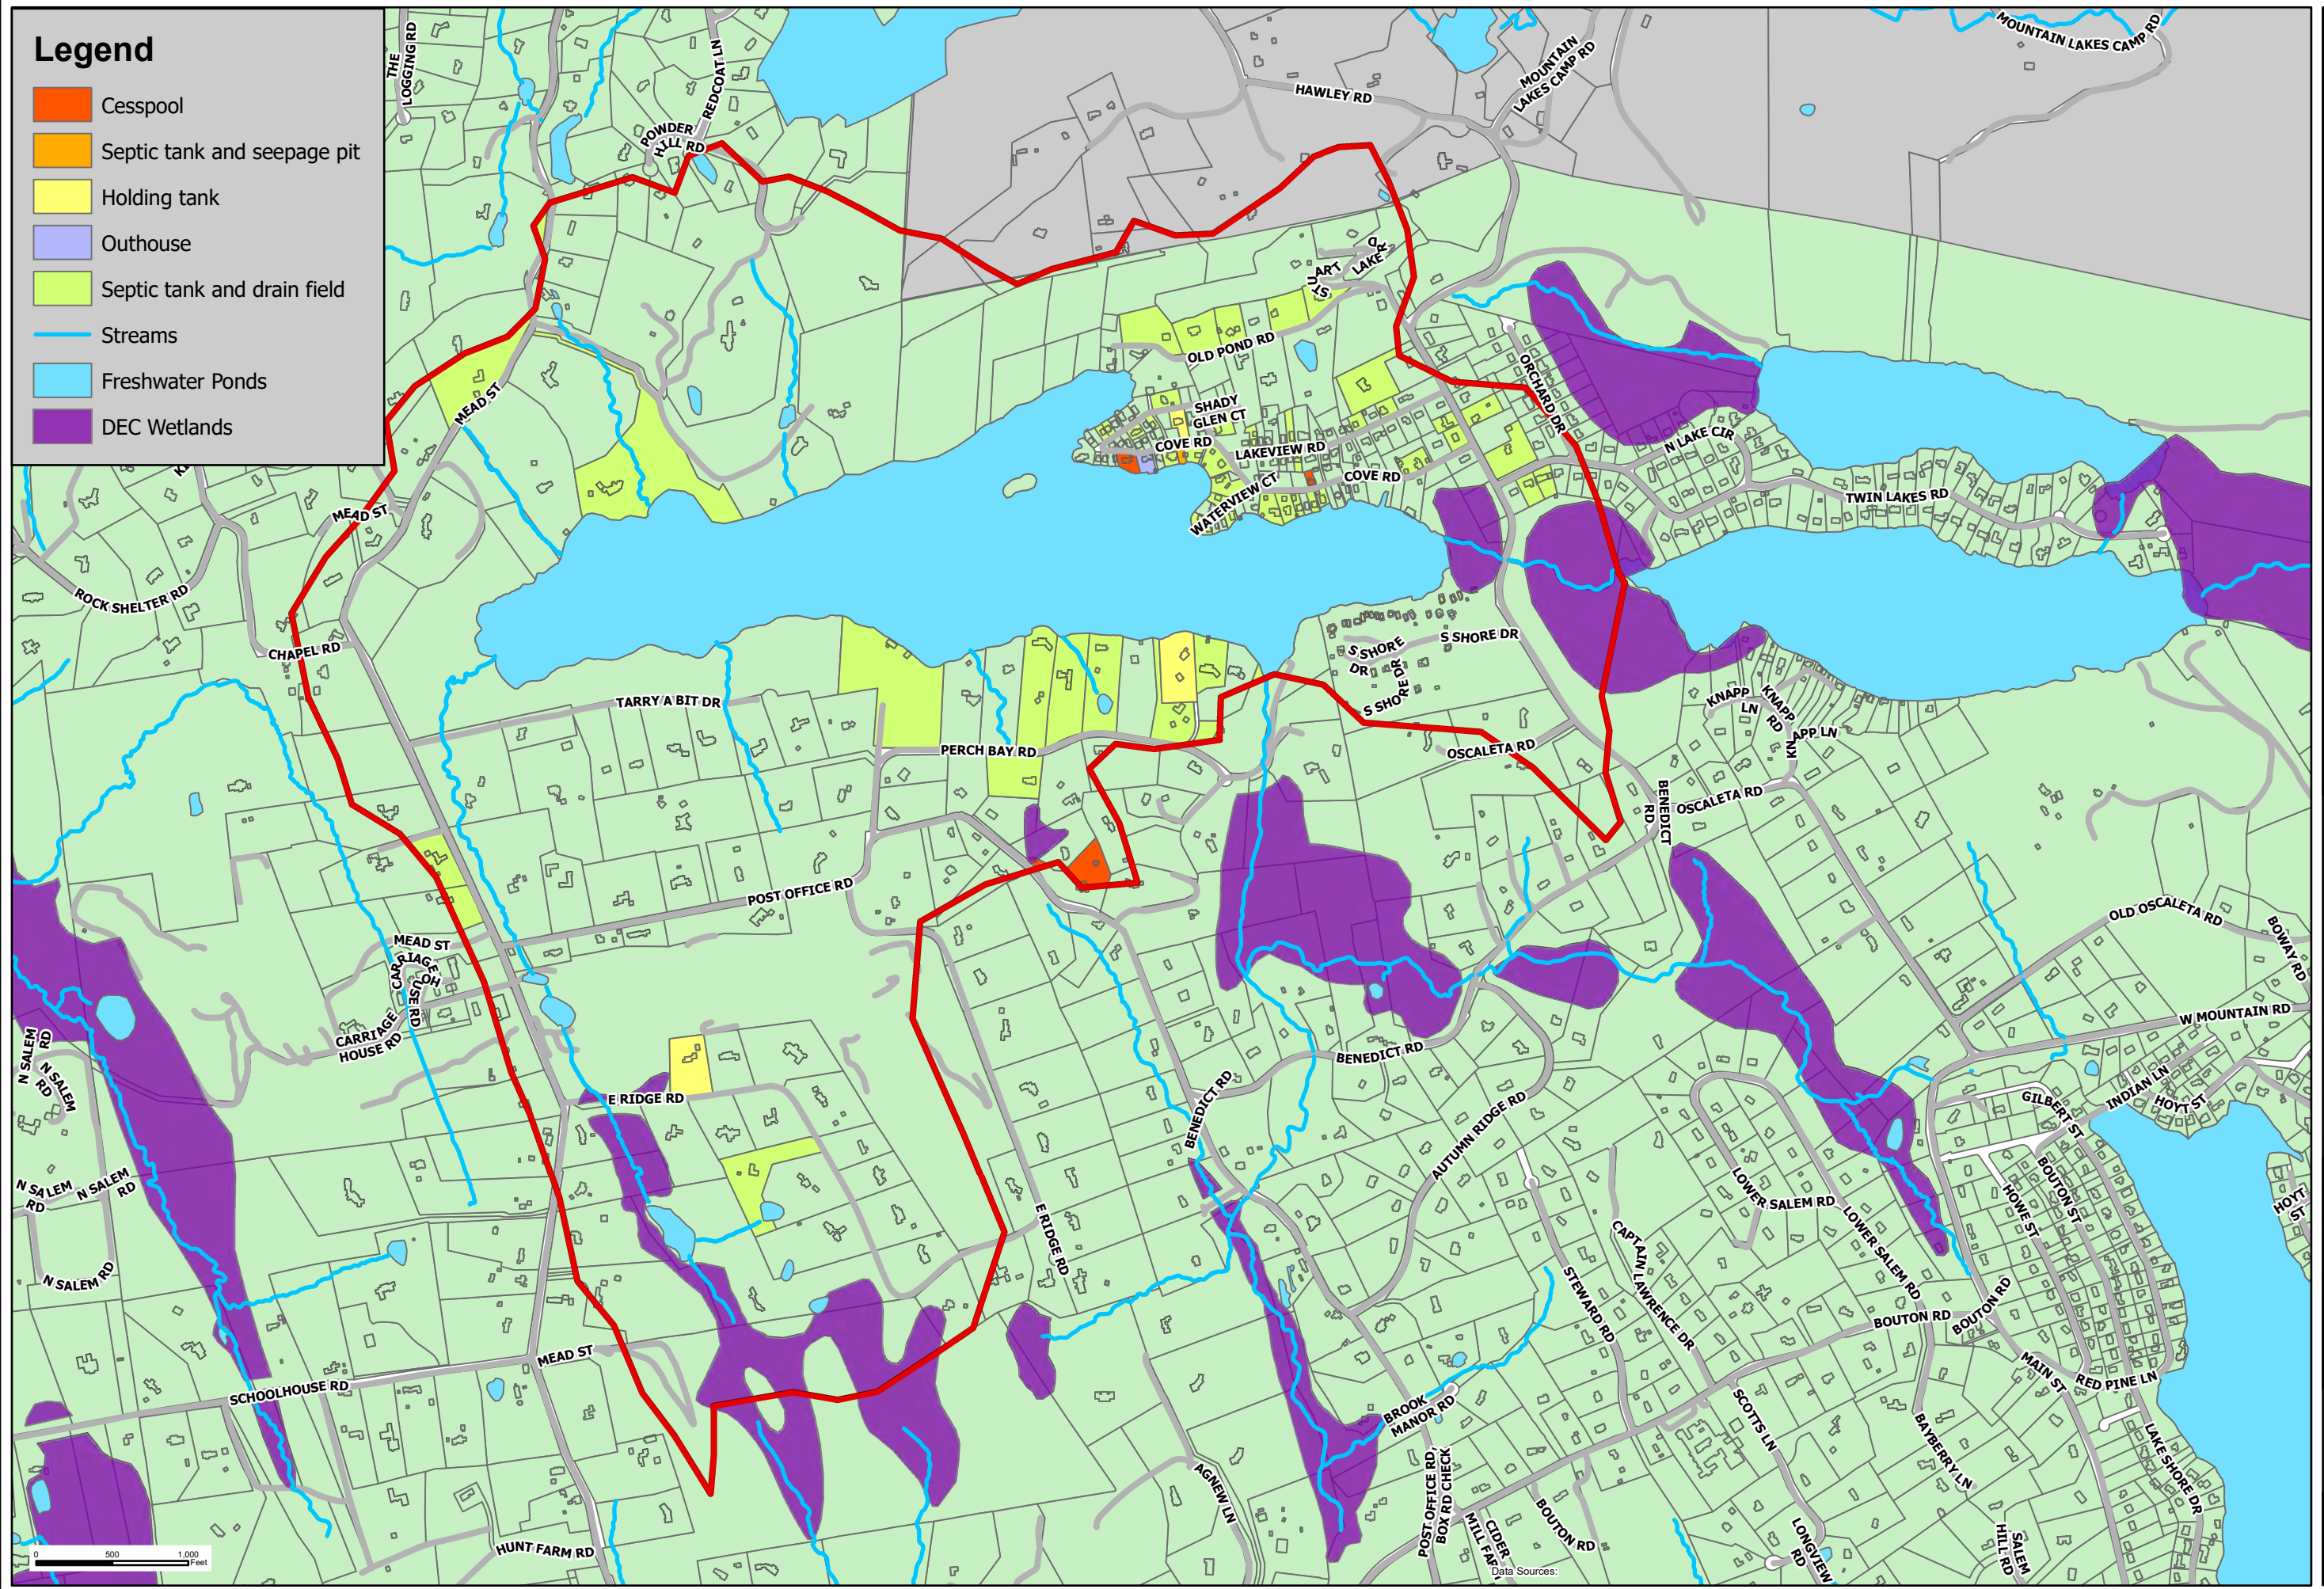 Legend
Cesspool
Septic tank and seepage pit
Holding tank
Outhouse
Septic tank and drain field
Streams
Freshwater Ponds
DEC Wetlands
THE
LOGGING RD
REDCOAT LN
POWDER
HILL RD
HAWLEY RD
MOUNTAIN
LAKES CAMP RD
MOUNTAIN LAKES CAMP RD
STUART
LAKE
RD
OLD POND RD
ORCHARD DR
MEAD ST
SHADY
GLEN CT
COVE RD
LAKEVIEW RD
N LAKE CIR
COVE RD
WATERVIEW CT
TWIN LAKES RD
MEAD ST
ROCK SHELTER RD
CHAPEL RD
S SHORE
DR
S SHORE DR
S SHORE DR
TARRY A BIT DR
KNAPP
LN
KNAPP
RD
APP LN
KN
PERCH BAY RD
OSCALETA RD
BENEDICT
RD
OSCALETA RD
POST OFFICE RD
OLD OSCALETA RD
BOWAY RD
MEAD ST
CARRIAGE
HO
USE RD
CARRIAGE
HOUSE RD
W MOUNTAIN RD
N SALEM
RD
N SALEM
RD
BENEDICT RD
E RIDGE RD
BENEDICT RD
AUTUMN RIDGE RD
INDIAN LN
HOYT ST
GILBERT ST
BOUTON ST
HOWE ST
HOYT
ST
N SALEM
RD
N SALEM
RD
LOWER SALEM RD
LOWER SALEM RD
E RIDGE RD
N SALEM RD
CAPTAIN LAWRENCE DR
STEWARD RD
BOUTON RD
BOUTON RD
MEAD ST
SCHOOLHOUSE RD
MAIN ST
RED PINE LN
BROOK
MANOR RD
SCOTTS LN
BAYBERRY LN
LAKE SHORE DR
AGNEW LN
POST OFFICE RD,
BOX RD CHECK
CIDER
MILL FARM
BOUTON RD
LONGVIEW
RD
SALEM
HILL RD
HUNT FARM RD
0 500 1,000
Feet
Data Sources: